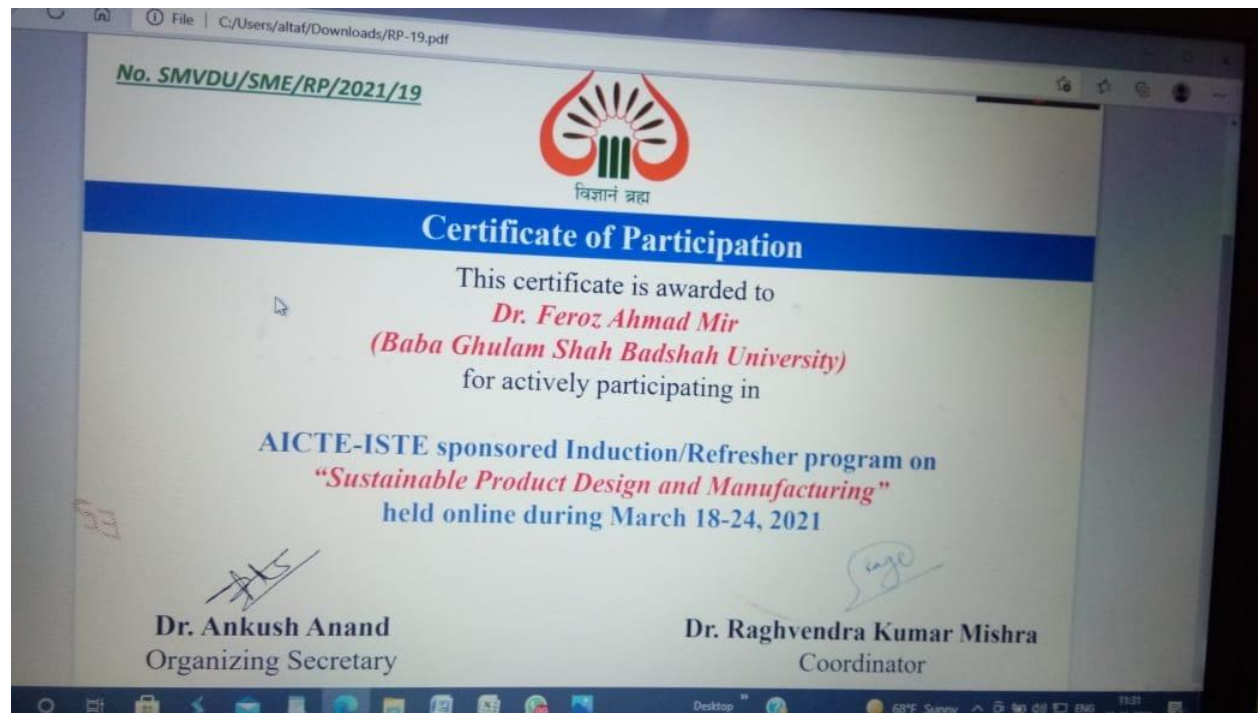 File | C:/Users/altaf/Downloads/RP-19.pdf
No. SMVDU/SME/RP/2021/19
विज्ञानं ब्रह्म
Certificate of Participation
This certificate is awarded to
Dr. Feroz Ahmad Mir
(Baba Ghulam Shah Badshah University)
for actively participating in
AICTE-ISTE sponsored Induction/Refresher program on
“Sustainable Product Design and Manufacturing”
held online during March 18-24, 2021
Dr. Ankush Anand
Organizing Secretary
Dr. Raghvendra Kumar Mishra
Coordinator
Desktop
68°F Sunny
ENG
11:31